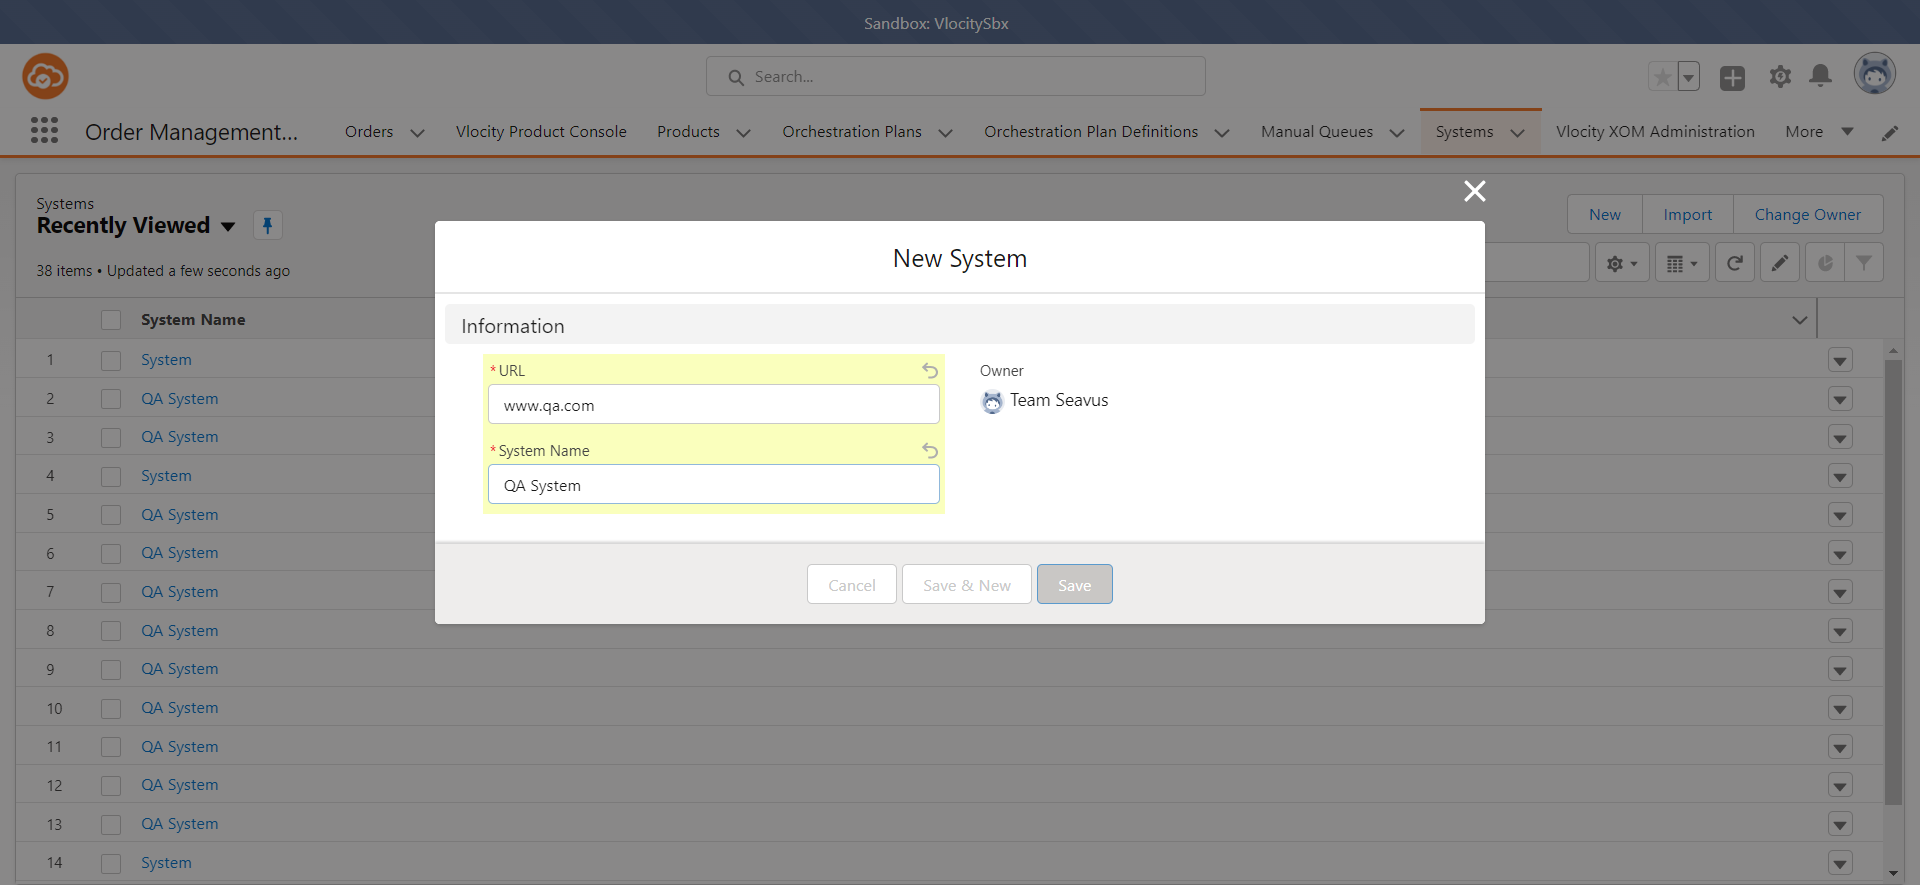 Sandbox: VlocitySbx
Search...
Order Management...
Orders
Vlocity Product Console
Products
Orchestration Plans
Orchestration Plan Definitions
Manual Queues
Systems
Vlocity XOM Administration
More
Systems
Recently Viewed
38 items • Updated a few seconds ago
New
Import
Change Owner
System Name
1 System
2 QA System
3 QA System
4 System
5 QA System
6 QA System
7 QA System
8 QA System
9 QA System
10 QA System
11 QA System
12 QA System
13 QA System
14 System
New System
Information
*URL
www.qa.com
Owner
Team Seavus
*System Name
QA System
Cancel
Save & New
Save